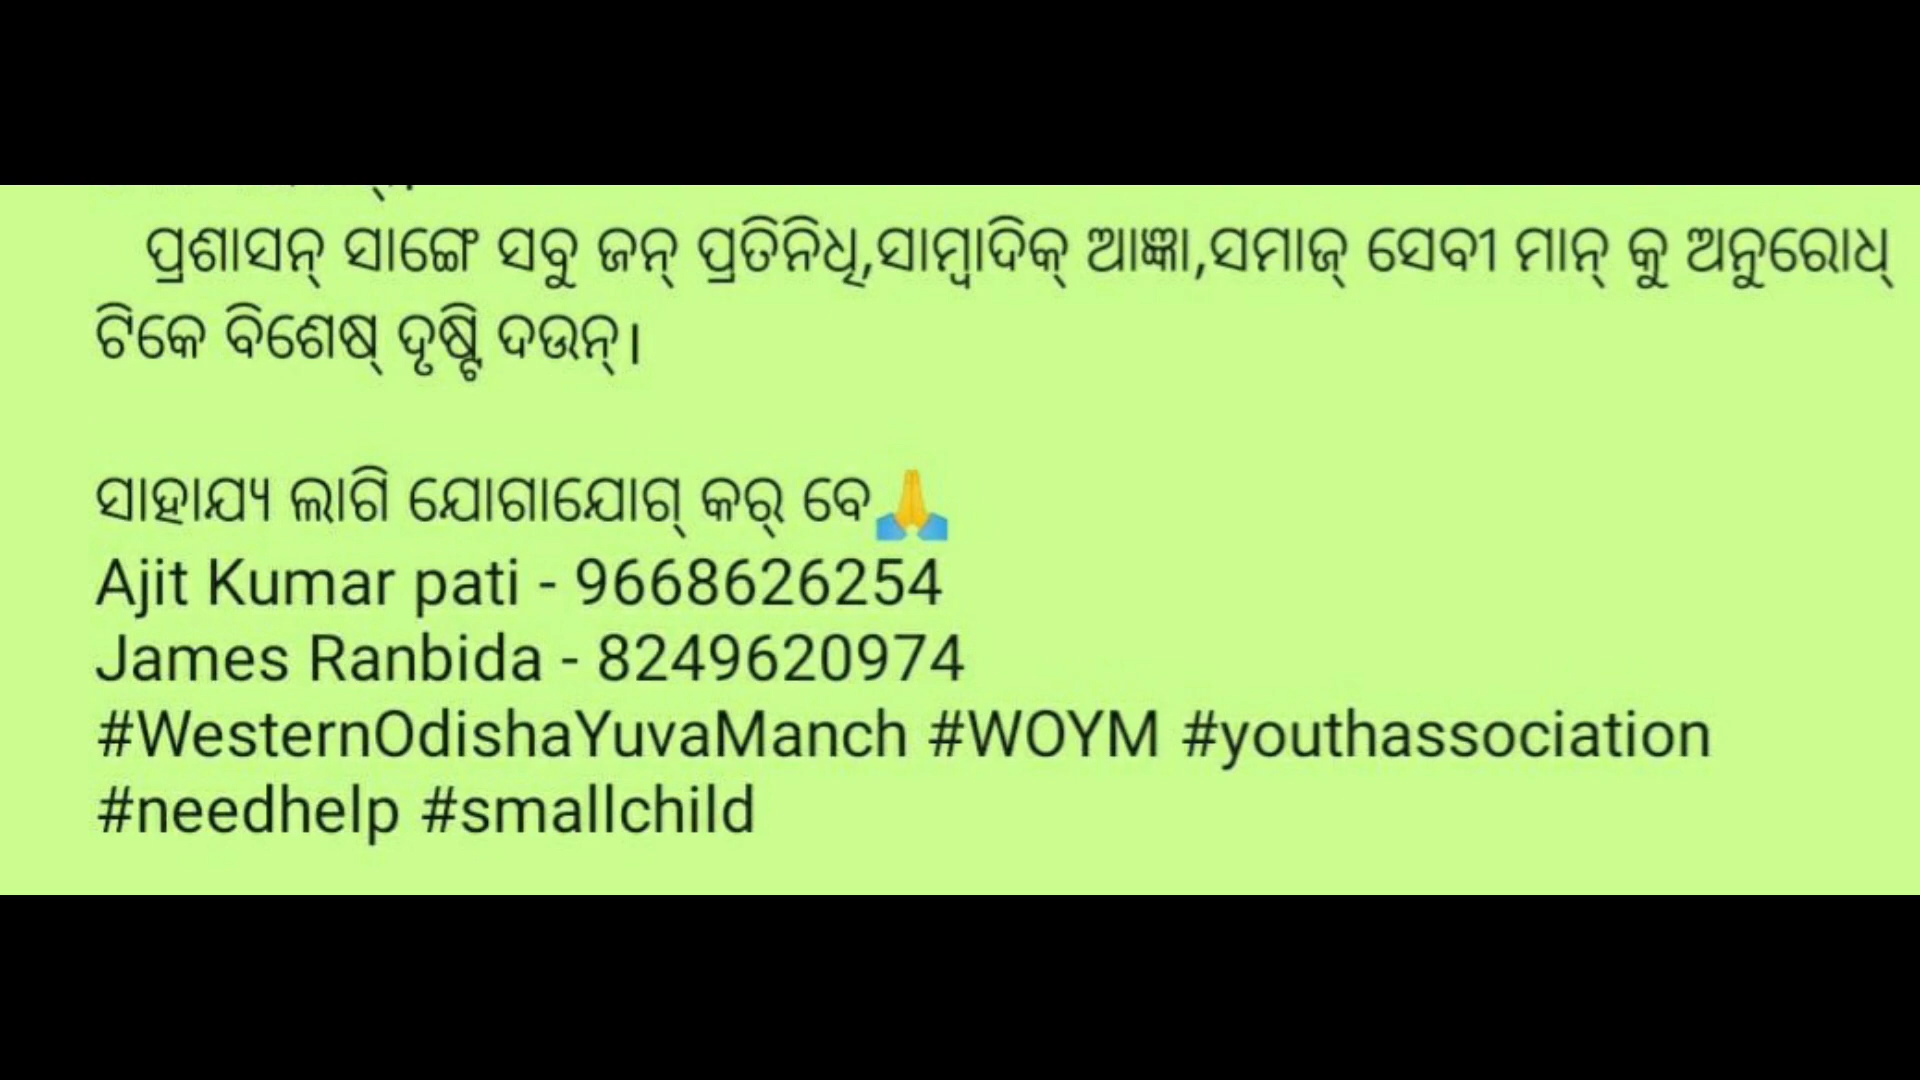 ପ୍ରଶାସନ୍ ସାଙ୍ଗେ ସବୁ ଜନ୍ ପ୍ରତିନିଧି,ସାମ୍ବାଦିକ୍ ଆଜ୍ଞା,ସମାଜ୍ ସେବୀ ମାନ୍ କୁ ଅନୁରୋଧ୍
ଟିକେ ବିଶେଷ୍ ଦୃଷ୍ଟି ଦଉନ୍।
ସାହାଯ୍ୟ ଲାଗି ଯୋଗାଯୋଗ୍ କର୍ ବେ🙏
Ajit Kumar pati - 9668626254
James Ranbida - 8249620974
#WesternOdishaYuvaManch #WOYM #youthassociation
#needhelp #smallchild